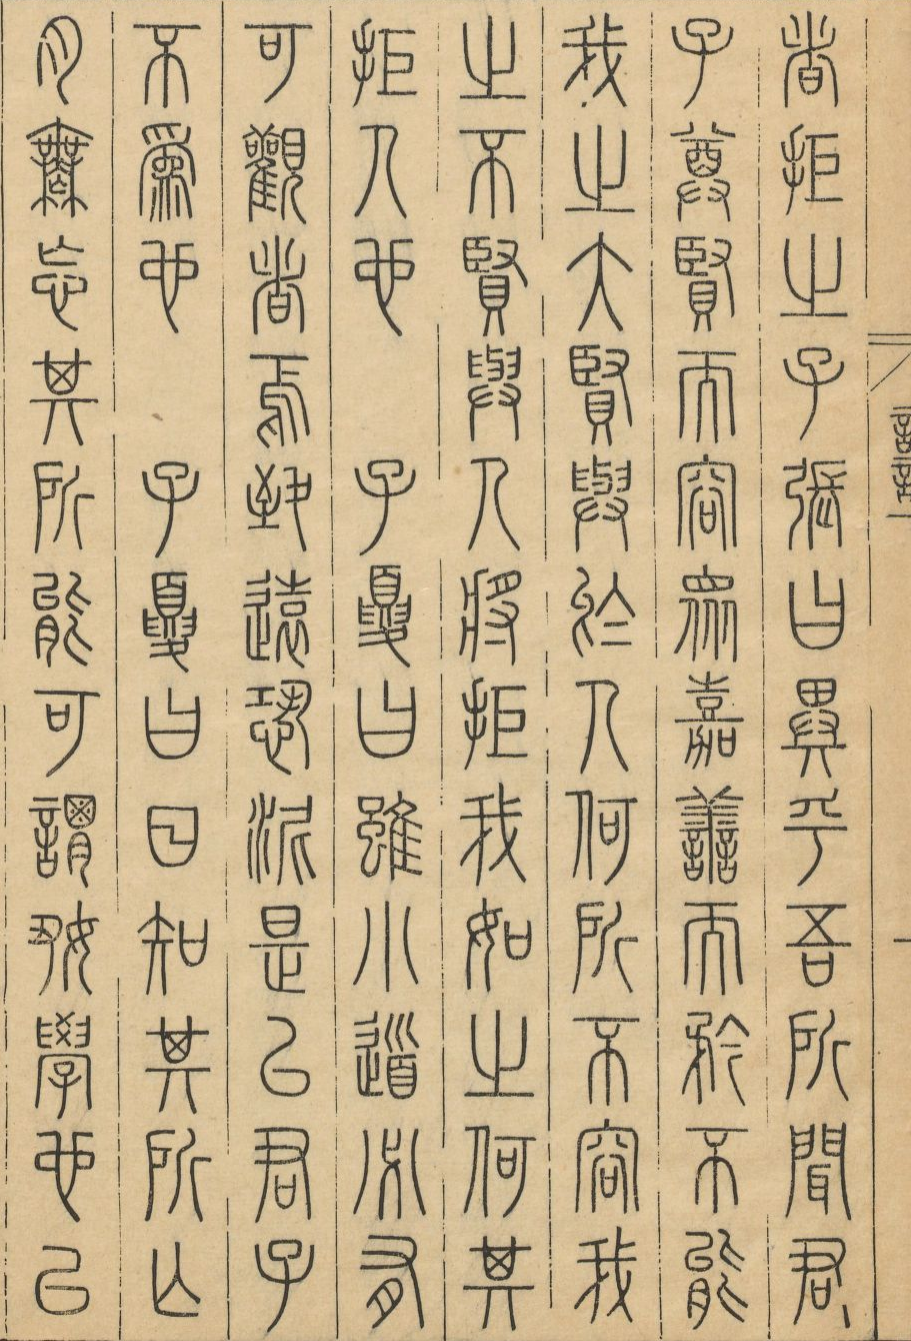 者拒之子張曰異乎吾所聞君
子尊賢而容眾嘉善而矜不能
我之大賢與於人何所不容我
之不賢與人將拒我如之何其
拒人也　子夏曰雖小道必有
可觀者焉致遠恐泥是以君子
不為也　子夏曰日知其所亡
月無忘其所能可謂好學也已